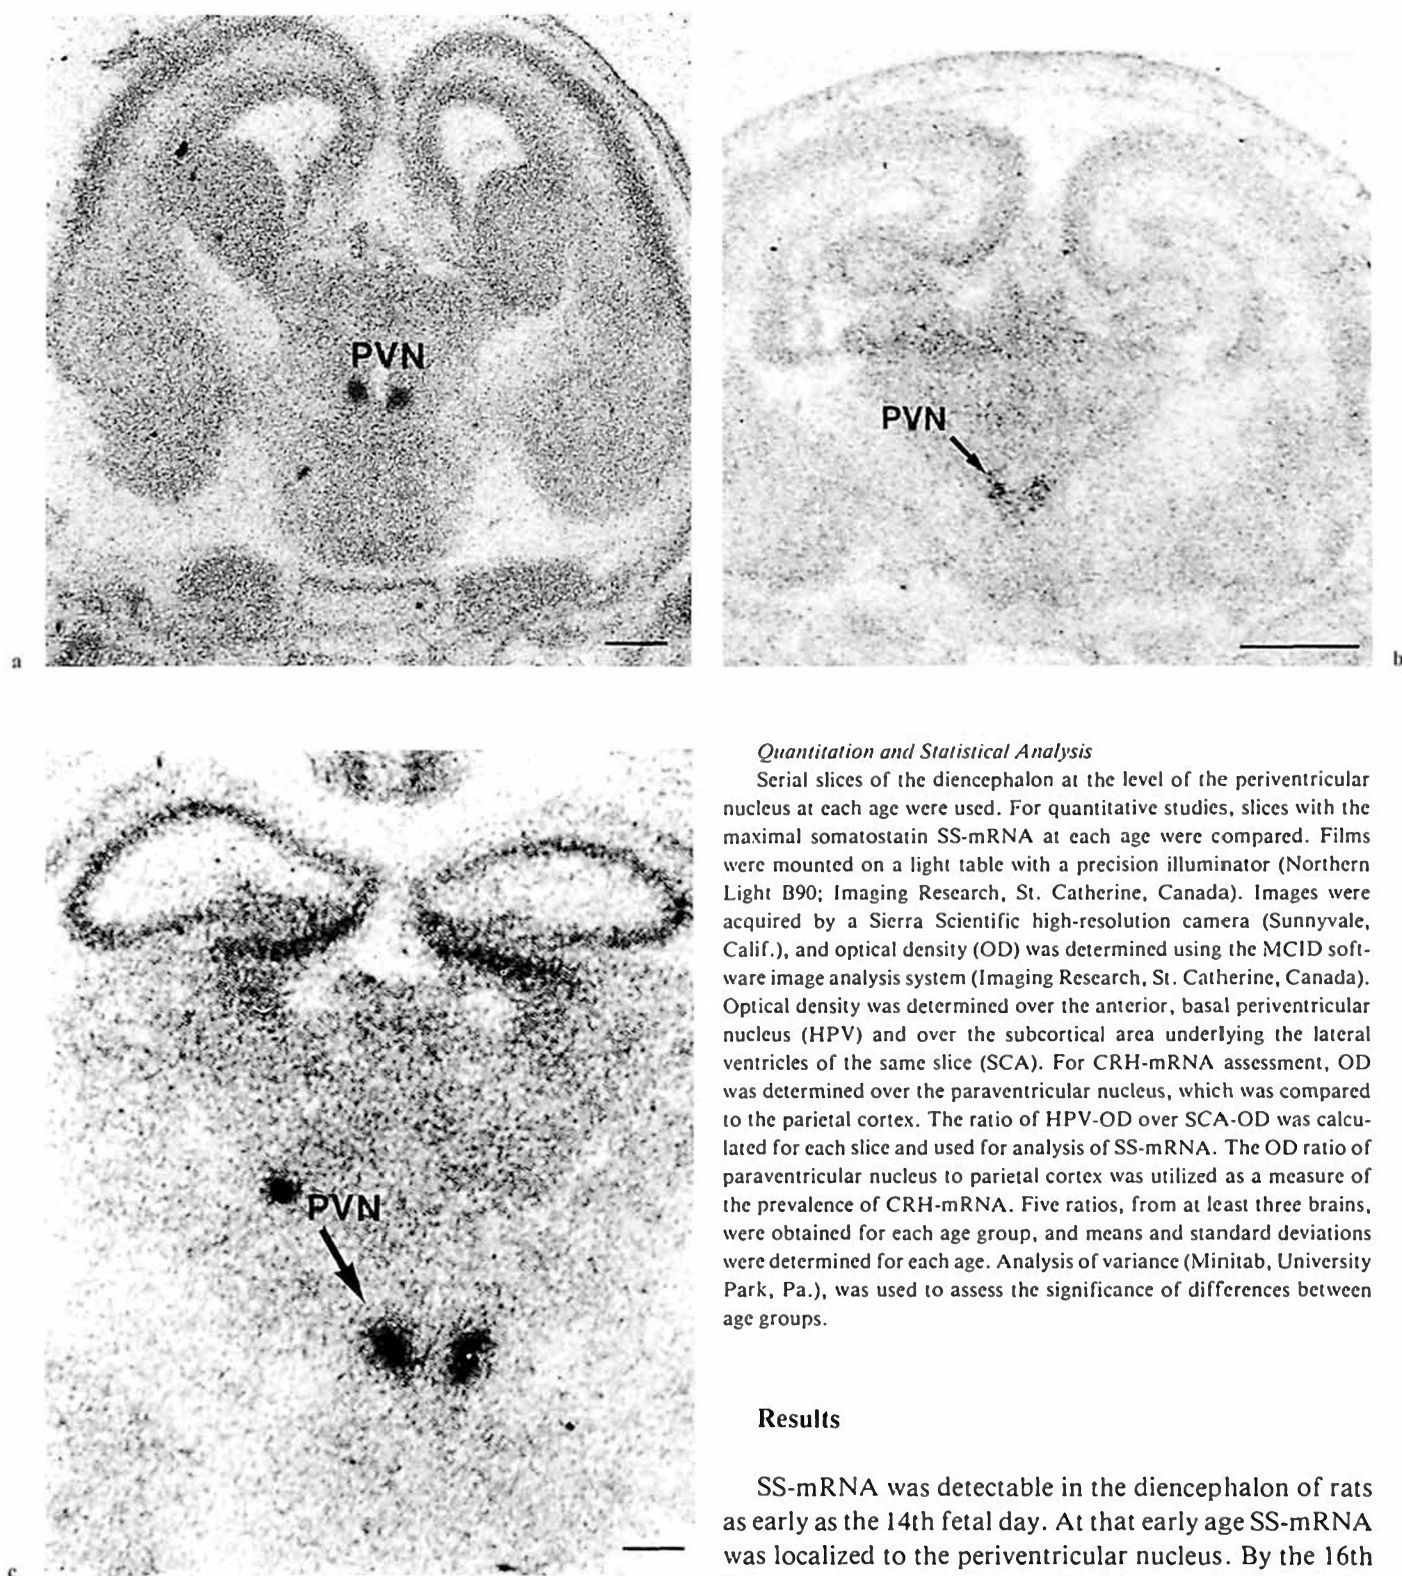 PVN
PVN
a
b
PVN
c
Quantitation and Statistical Analysis
Serial slices of the diencephalon at the level of the periventricular
nucleus at each age were used. For quantitative studies, slices with the
maximal somatostatin SS-mRNA at each age were compared. Films
were mounted on a light table with a precision illuminator (Northern
Light B90; Imaging Research, St. Catherine, Canada). Images were
acquired by a Sierra Scientific high-resolution camera (Sunnyvale,
Calif.), and optical density (OD) was determined using the MCID soft-
ware image analysis system (Imaging Research, St. Catherine, Canada).
Optical density was determined over the anterior, basal periventricular
nucleus (HPV) and over the subcortical area underlying the lateral
ventricles of the same slice (SCA). For CRH-mRNA assessment, OD
was determined over the paraventricular nucleus, which was compared
to the parietal cortex. The ratio of HPV-OD over SCA-OD was calcu-
lated for each slice and used for analysis of SS-mRNA. The OD ratio of
paraventricular nucleus to parietal cortex was utilized as a measure of
the prevalence of CRH-mRNA. Five ratios, from at least three brains,
were obtained for each age group, and means and standard deviations
were determined for each age. Analysis of variance (Minitab, University
Park, Pa.), was used to assess the significance of differences between
age groups.
Results
SS-mRNA was detectable in the diencephalon of rats
as early as the 14th fetal day. At that early age SS-mRNA
was localized to the periventricular nucleus. By the 16th